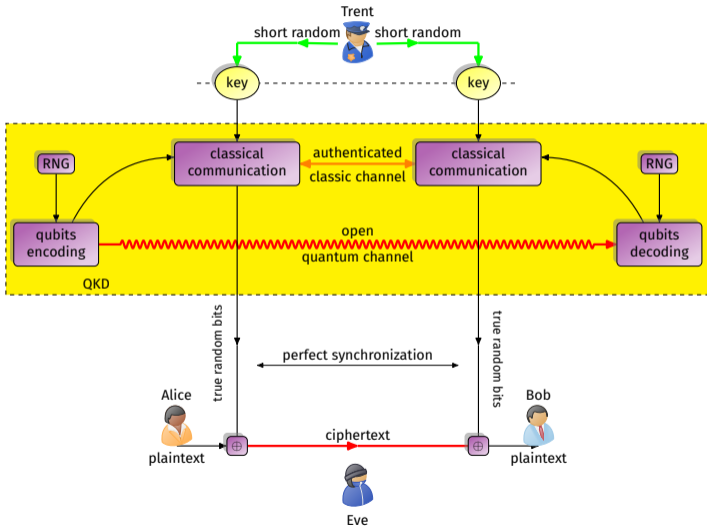 Trent
short random
short random
key
key
RNG
classical
communication
authenticated
classic channel
classical
communication
RNG
qubits
encoding
open
quantum channel
qubits
decoding
QKD
true random bits
true random bits
perfect synchronization
Alice
Bob
ciphertext
plaintext
plaintext
Eve